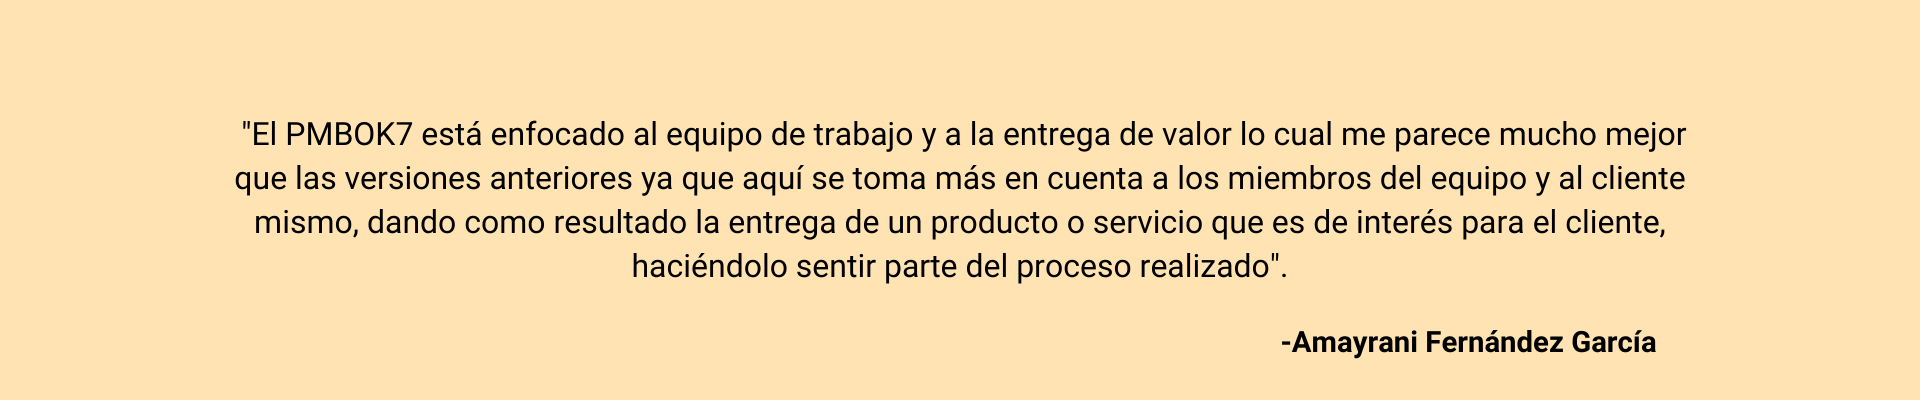 "El PMBOK7 está enfocado al equipo de trabajo y a la entrega de valor lo cual me parece mucho mejor
que las versiones anteriores ya que aquí se toma más en cuenta a los miembros del equipo y al cliente
mismo, dando como resultado la entrega de un producto o servicio que es de interés para el cliente,
haciéndolo sentir parte del proceso realizado".
-Amayrani Fernández García